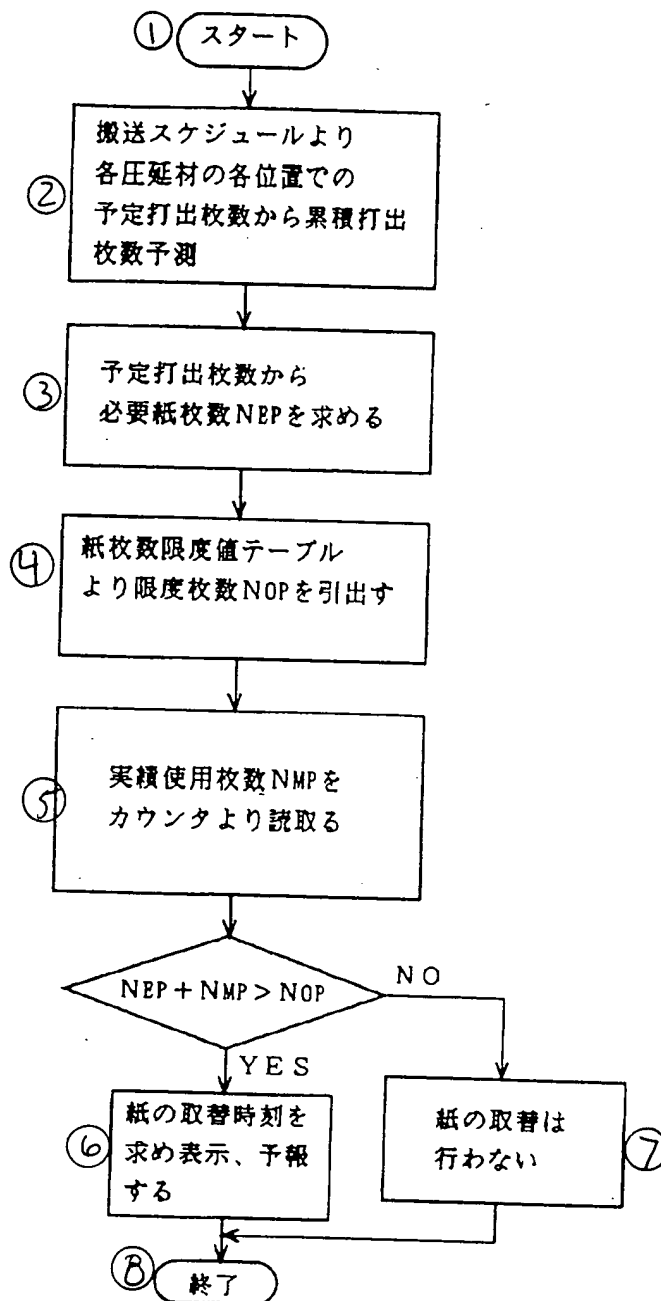 ① スタート
② 搬送スケジュールより
各圧延材の各位置での
予定打出枚数から累積打出
枚数予測
③ 予定打出枚数から
必要紙枚数NEPを求める
④ 紙枚数限度値テーブル
より限度枚数NOPを引出す
⑤ 実績使用枚数NMPを
カウンタより読取る
NEP+NMP>NOP
NO
YES
⑥ 紙の取替時刻を
求め表示、予報
する
紙の取替は
行わない ⑦
⑧ 終了